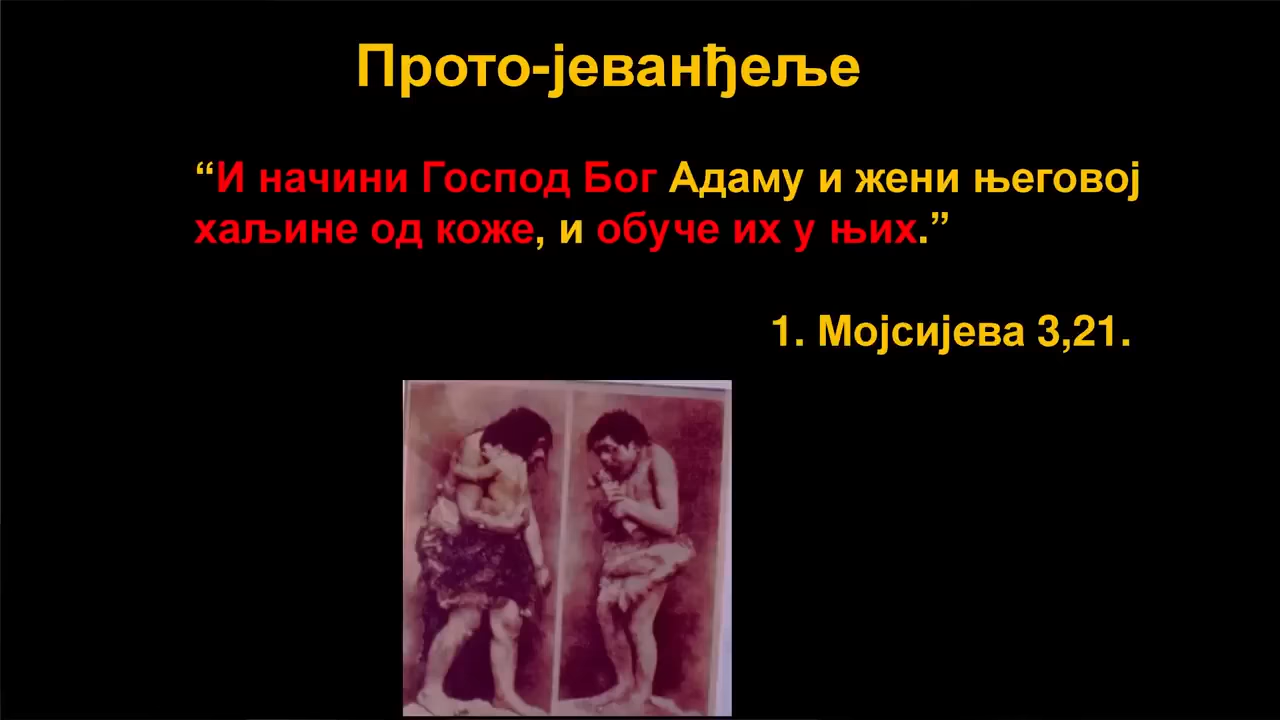 Прото-јеванђеље
“И начини Господ Бог Адаму и жени његовој
хаљине од коже, и обуче их у њих.”
1. Мојсијева 3,21.